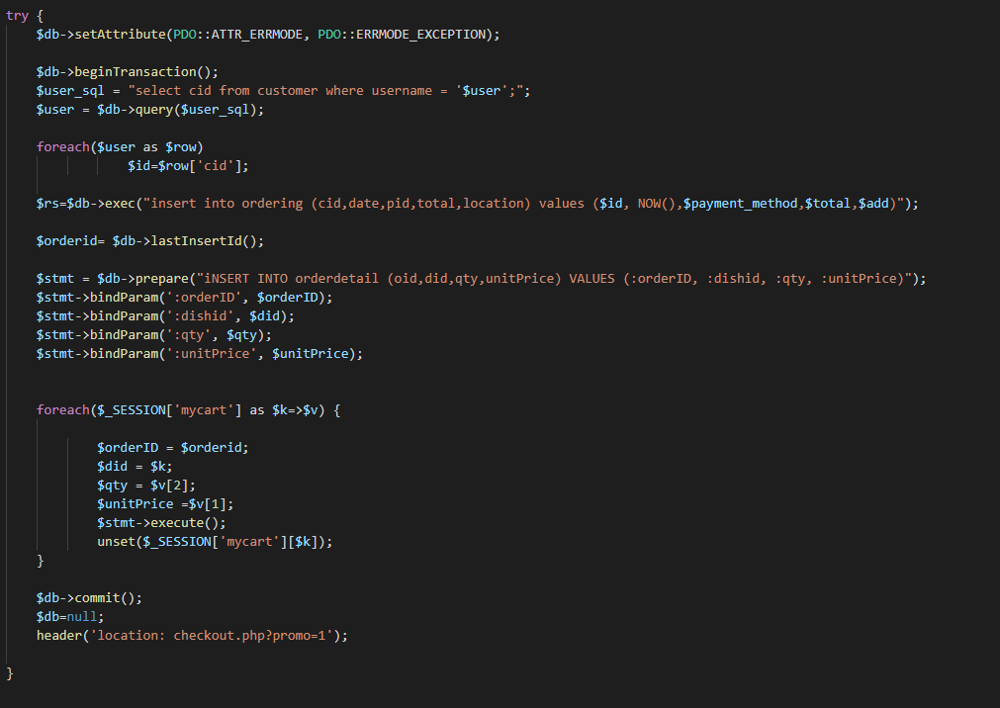 try {
$db->setAttribute(PDO::ATTR_ERRMODE, PDO::ERRMODE_EXCEPTION);
$db->beginTransaction();
$user_sql = "select cid from customer where username = '$user';";
$user = $db->query($user_sql);
foreach($user as $row)
$id=$row['cid'];
$rs=$db->exec("insert into ordering (cid,date,pid,total,location) values ($id, NOW(),$payment_method,$total,$add)");
$orderid= $db->lastInsertId();
$stmt = $db->prepare("iNSERT INTO orderdetail (oid,did,qty,unitPrice) VALUES (:orderID, :dishid, :qty, :unitPrice)");
$stmt->bindParam(':orderID', $orderID);
$stmt->bindParam(':dishid', $did);
$stmt->bindParam(':qty', $qty);
$stmt->bindParam(':unitPrice', $unitPrice);
foreach($_SESSION['mycart'] as $k=>$v) {
$orderID = $orderid;
$did = $k;
$qty = $v[2];
$unitPrice =$v[1];
$stmt->execute();
unset($_SESSION['mycart'][$k]);
}
$db->commit();
$db=null;
header('location: checkout.php?promo=1');
}